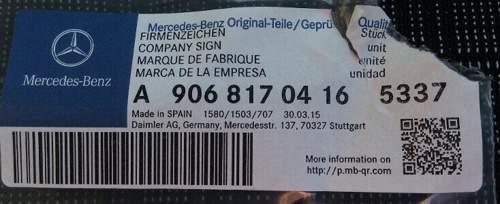 Mercedes-Benz
Mercedes-Benz Original-Teile/Geprü
FIRMENZEICHEN
COMPANY SIGN
MARQUE DE FABRIQUE
MARCA DE LA EMPRESA
Qualit
Stück
unit
unité
unidad
A 906 817 04 16 5337
Made in SPAIN 1580/1503/707 30.03.15
Daimler AG, Germany, Mercedesstr. 137, 70327 Stuttgart
More information on
http://p.mb-qr.com/